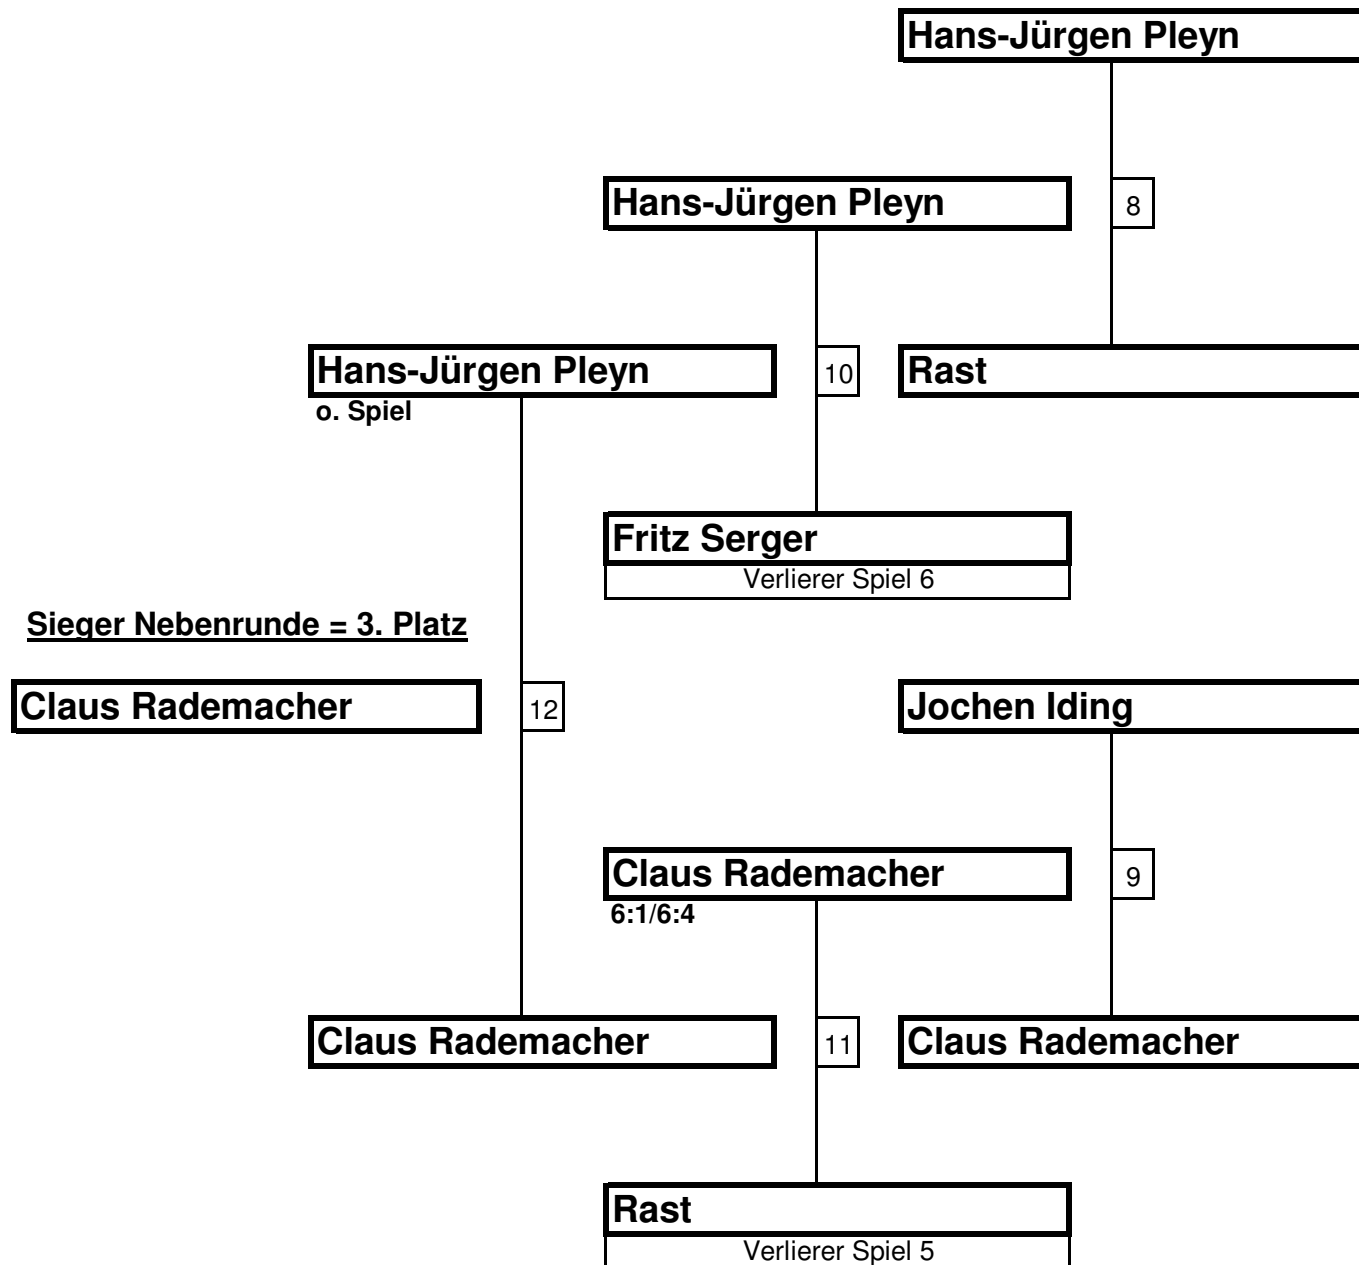 Hans-Jürgen Pleyn
Hans-Jürgen Pleyn
8
Hans-Jürgen Pleyn
10
Rast
o. Spiel
Fritz Serger
Verlierer Spiel 6
Sieger Nebenrunde = 3. Platz
Claus Rademacher
12
Jochen Iding
Claus Rademacher
9
6:1/6:4
Claus Rademacher
11
Claus Rademacher
Rast
Verlierer Spiel 5